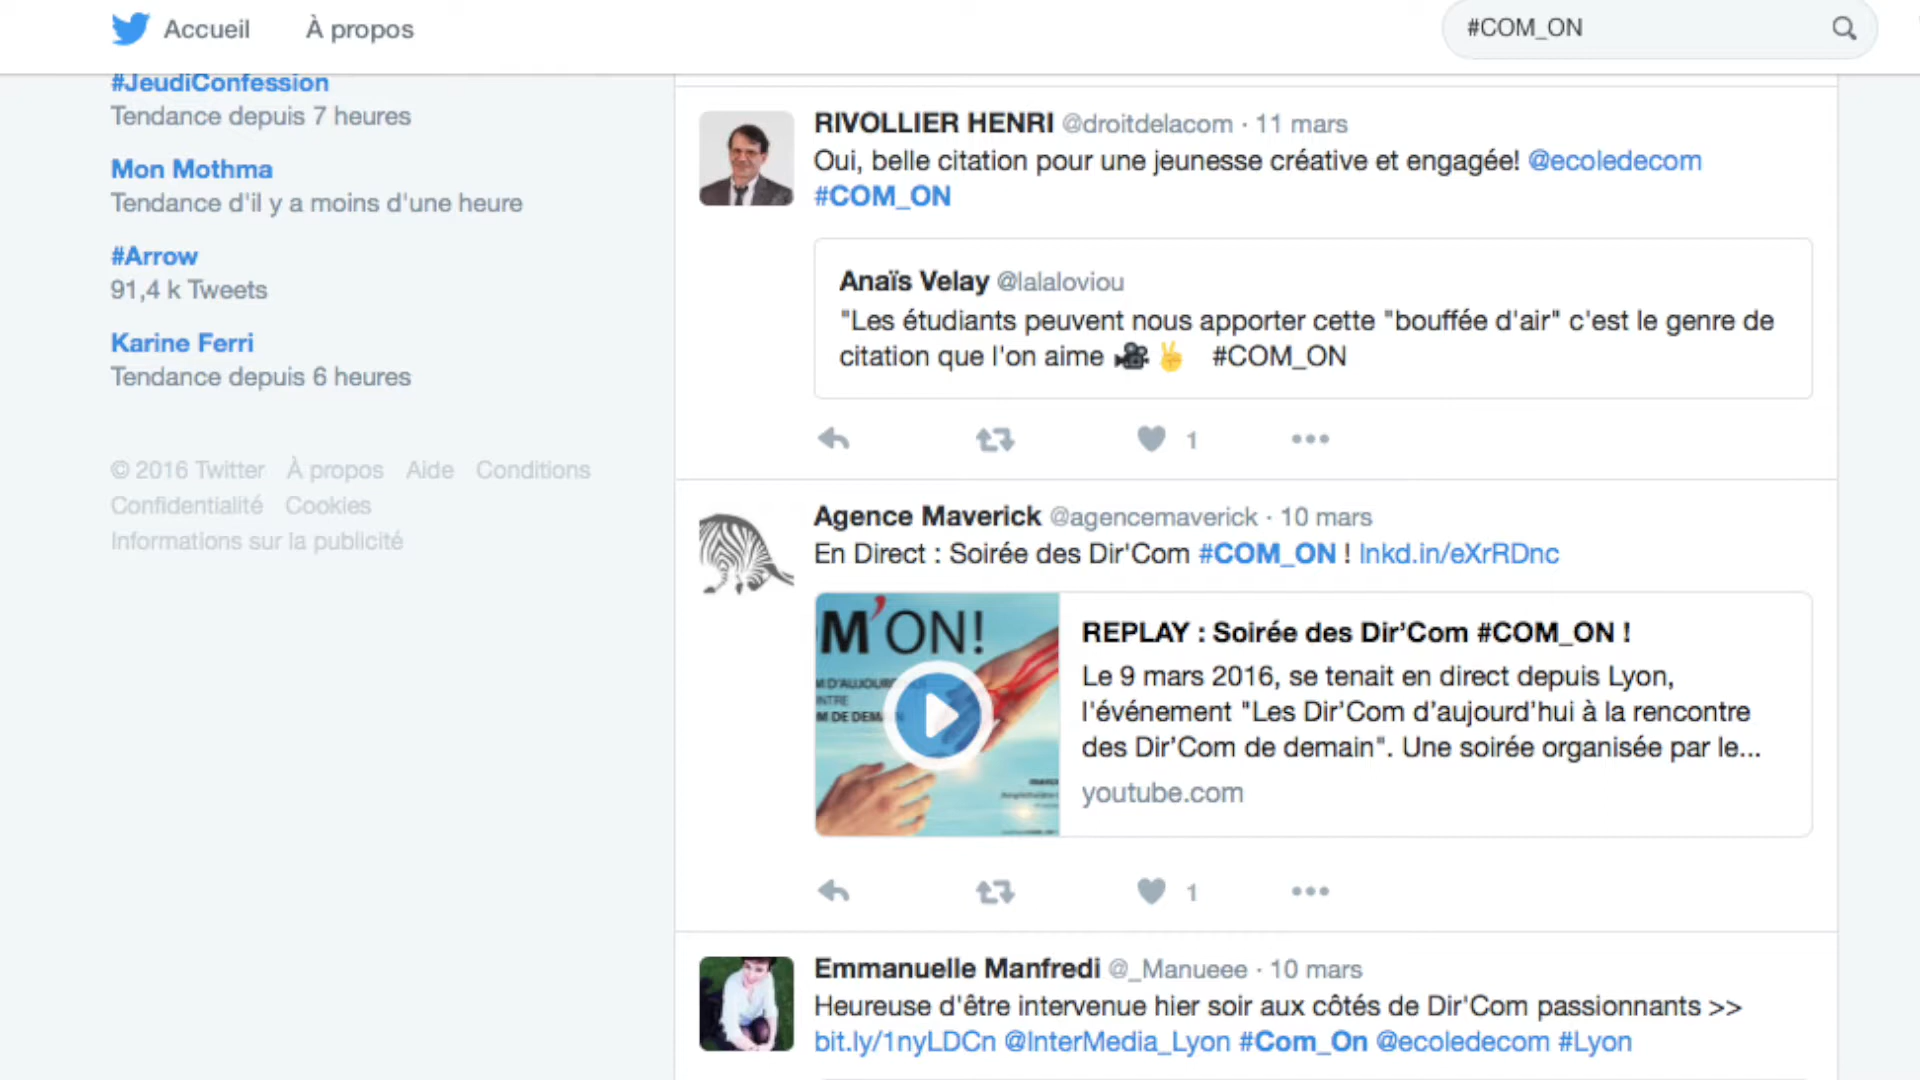 Accueil À propos #COM_ON
#JeudiConfession
Tendance depuis 7 heures
Mon Mothma
Tendance d'il y a moins d'une heure
#Arrow
91,4 k Tweets
Karine Ferri
Tendance depuis 6 heures
© 2016 Twitter À propos Aide Conditions
Confidentialité Cookies
Informations sur la publicité
RIVOLLIER HENRI @droitdelacom · 11 mars
Oui, belle citation pour une jeunesse créative et engagée! @ecoledecom
#COM_ON
Anaïs Velay @lalaloviou
"Les étudiants peuvent nous apporter cette "bouffée d'air" c'est le genre de
citation que l'on aime 🎥✌ #COM_ON
1
Agence Maverick @agencemaverick · 10 mars
En Direct : Soirée des Dir'Com #COM_ON ! lnkd.in/eXrRDnc
M'ON!
M DE DEMA
REPLAY : Soirée des Dir’Com #COM_ON !
Le 9 mars 2016, se tenait en direct depuis Lyon,
l'événement "Les Dir’Com d’aujourd’hui à la rencontre
des Dir’Com de demain". Une soirée organisée par le...
youtube.com
1
Emmanuelle Manfredi @_Manueee · 10 mars
Heureuse d'être intervenue hier soir aux côtés de Dir'Com passionnants >>
bit.ly/1nyLDCn @InterMedia_Lyon #Com_On @ecoledecom #Lyon